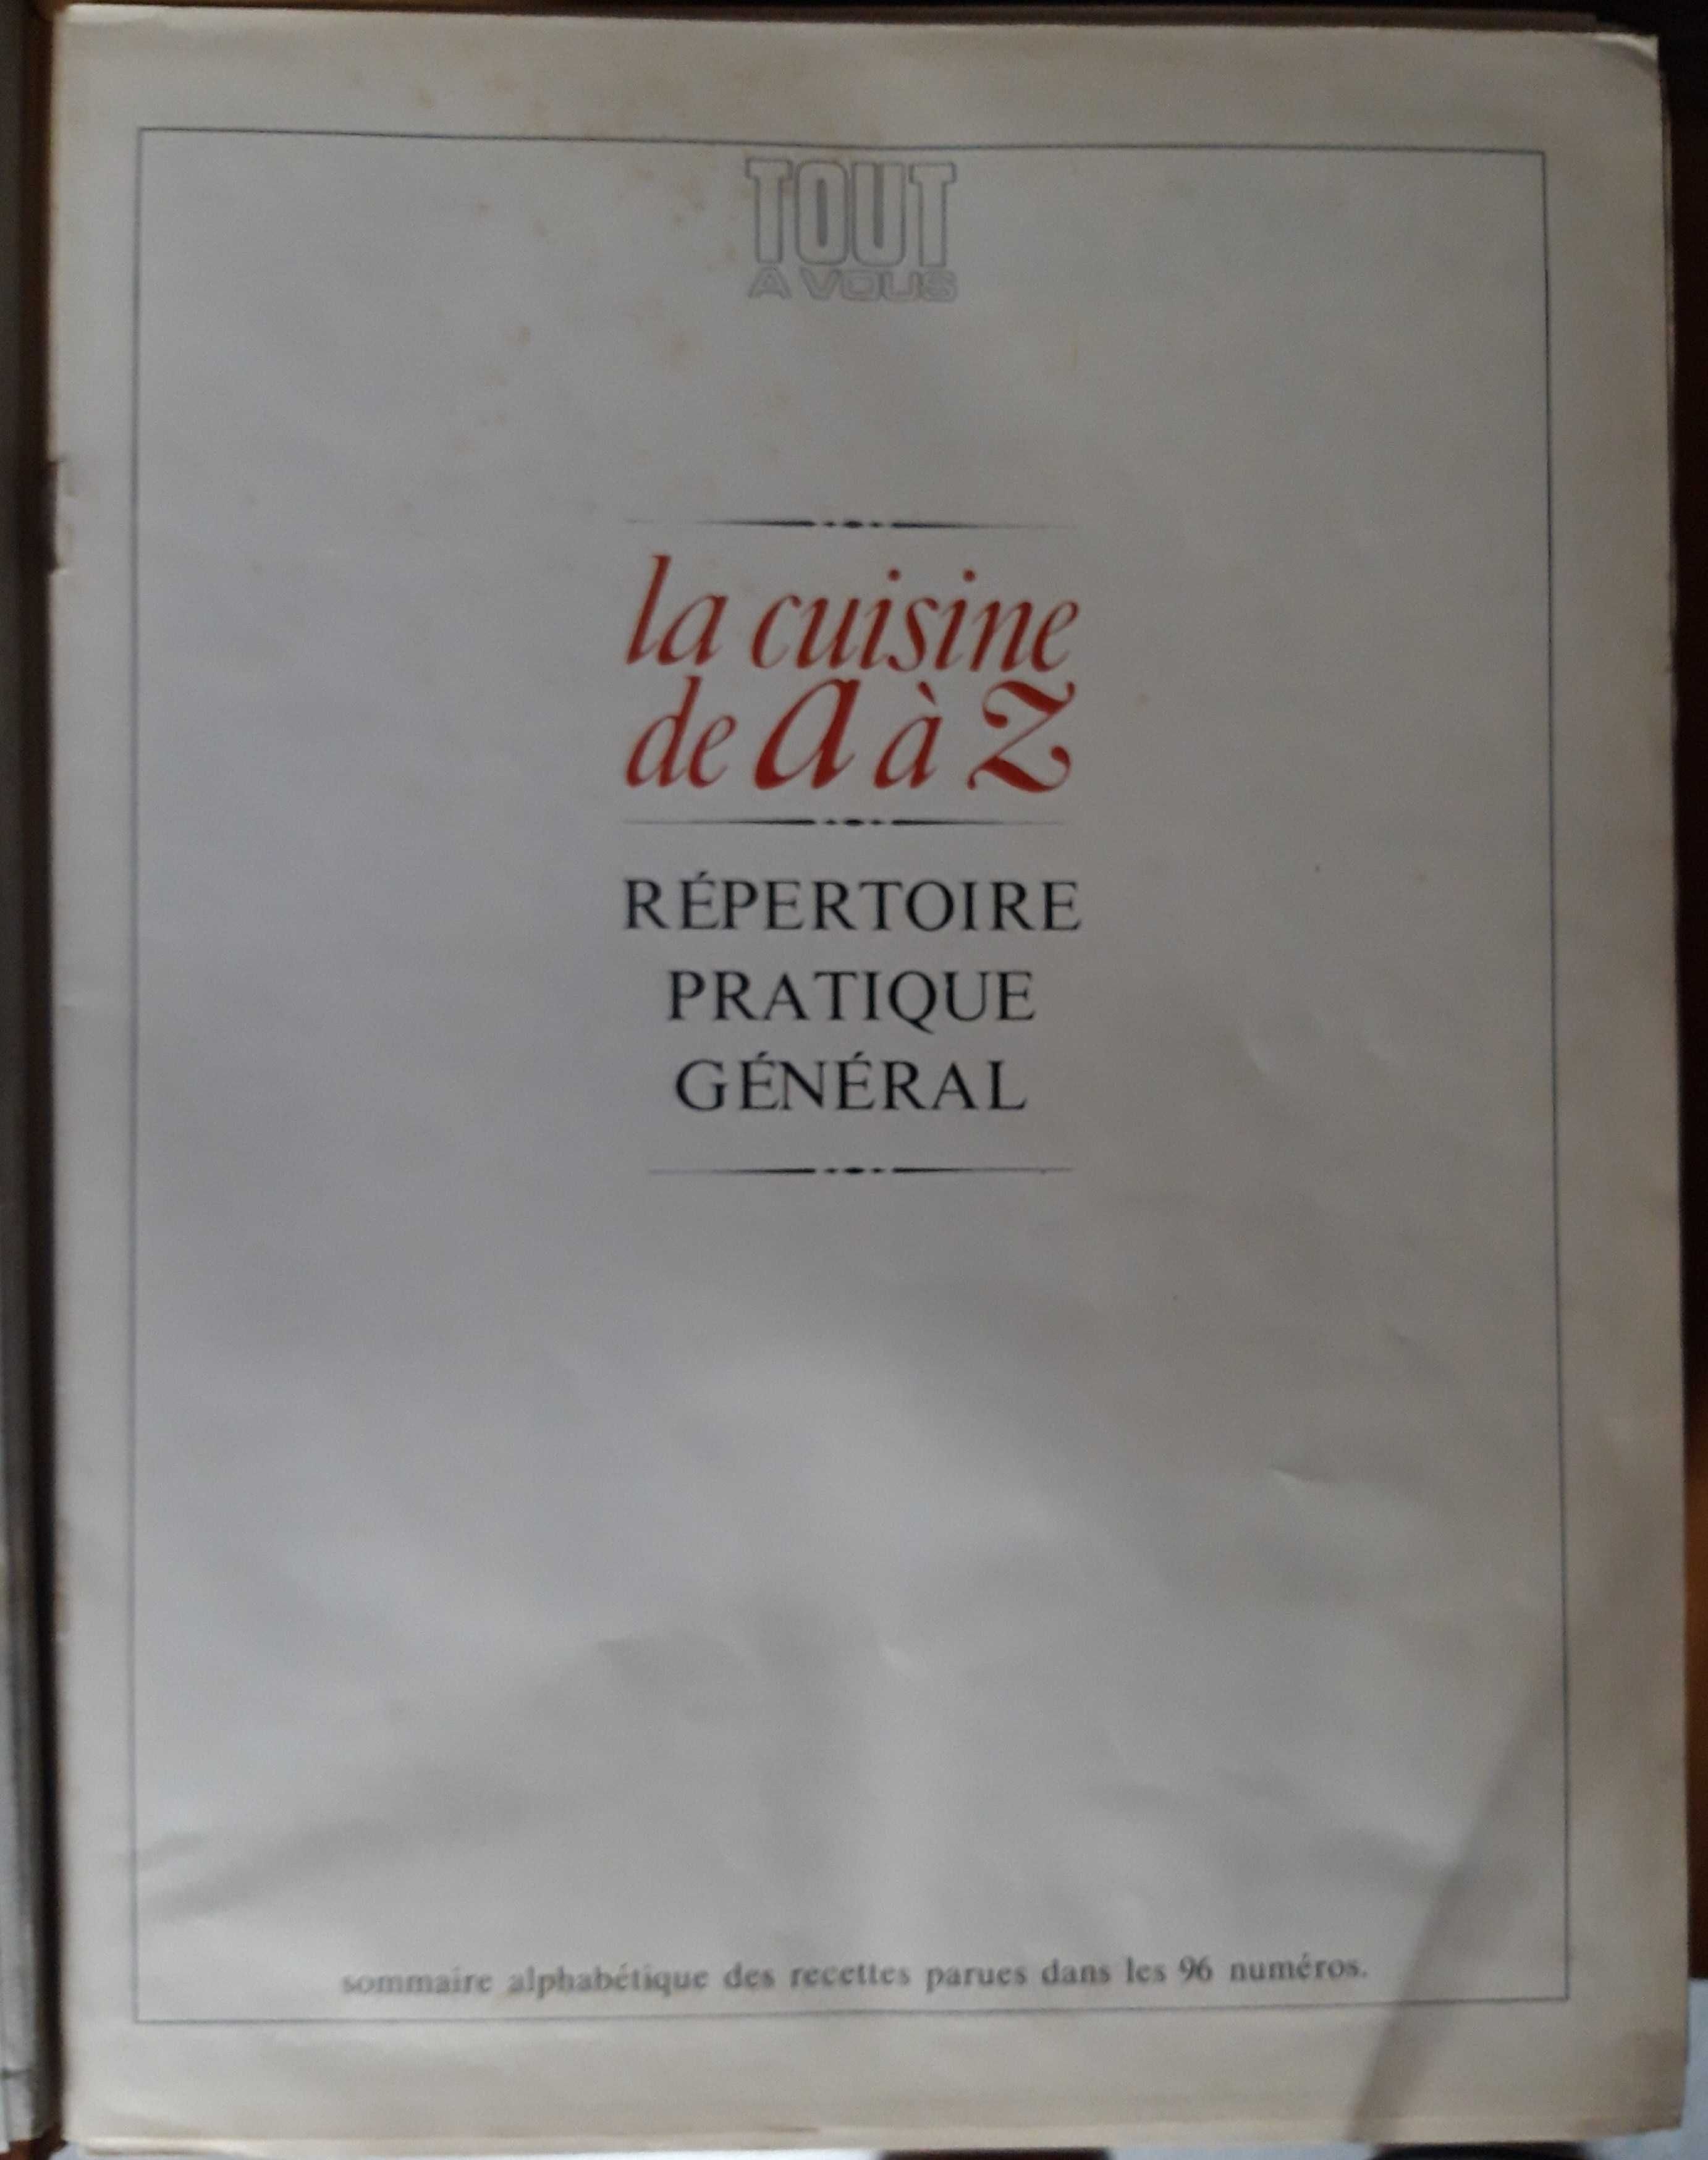 TOUT
A VOUS
la cuisine
de A à Z
RÉPERTOIRE
PRATIQUE
GÉNÉRAL
sommaire alphabétique des recettes parues dans les 96 numéros.